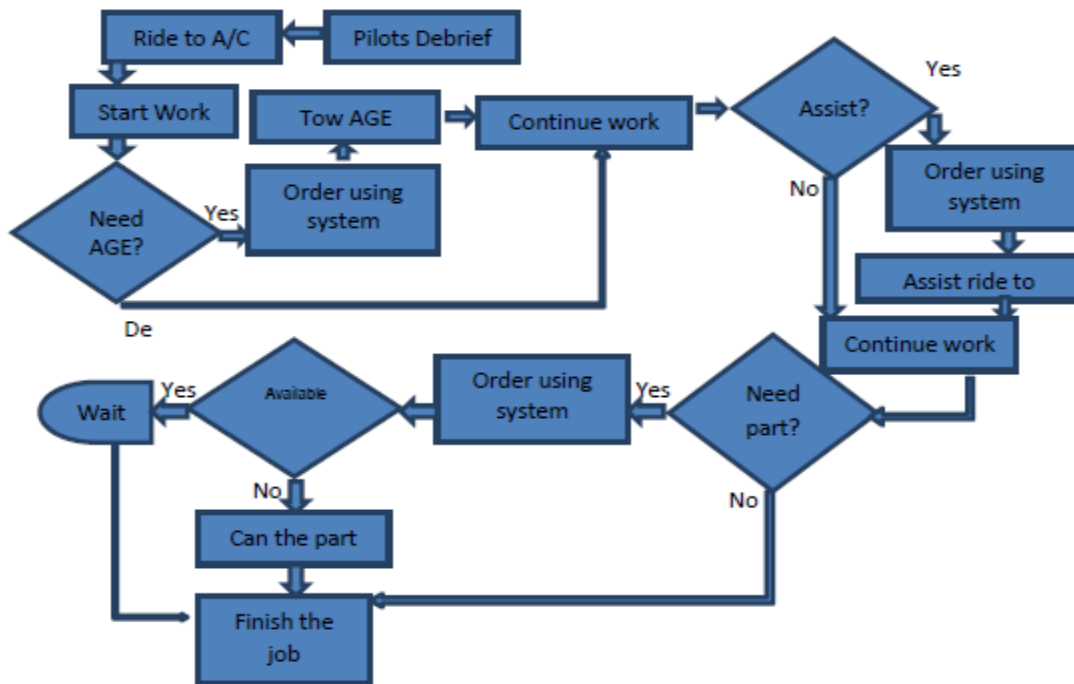 Pilots Debrief
Ride to A/C
Start Work
Need
AGE?
Yes
Order using
system
Tow AGE
De
Continue work
Assist?
Yes
Order using
system
Assist ride to
No
Continue work
Need
part?
Yes
Order using
system
Available
Yes
Wait
No
Can the part
No
Finish the
job